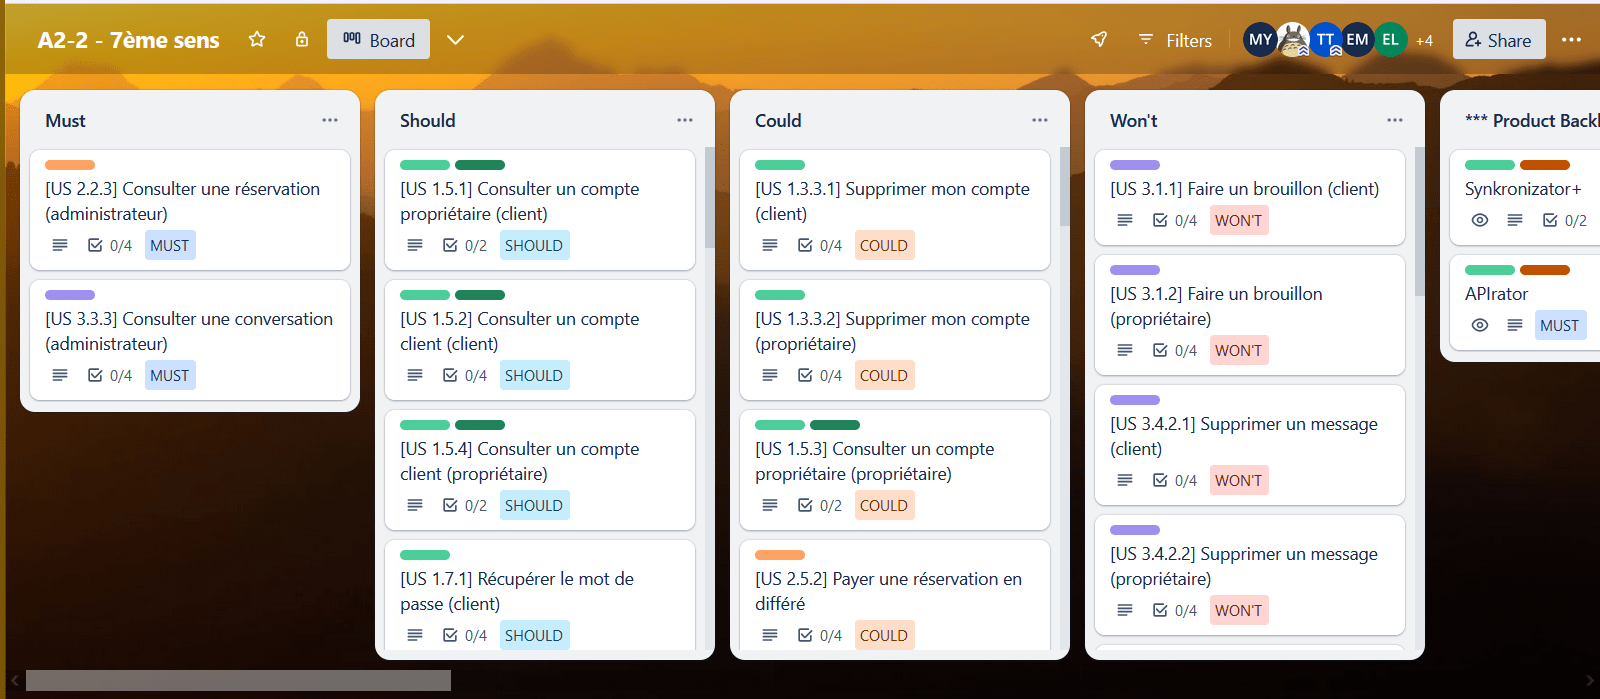 A2-2 - 7ème sens
Board
Filters
MY
TT
EM
EL
+4
Share
Must
[US 2.2.3] Consulter une réservation
(administrateur)
0/4 MUST
[US 3.3.3] Consulter une conversation
(administrateur)
0/4 MUST
Should
[US 1.5.1] Consulter un compte
propriétaire (client)
0/2 SHOULD
[US 1.5.2] Consulter un compte
client (client)
0/4 SHOULD
[US 1.5.4] Consulter un compte
client (propriétaire)
0/2 SHOULD
[US 1.7.1] Récupérer le mot de
passe (client)
0/4 SHOULD
Could
[US 1.3.3.1] Supprimer mon compte
(client)
0/4 COULD
[US 1.3.3.2] Supprimer mon compte
(propriétaire)
0/4 COULD
[US 1.5.3] Consulter un compte
propriétaire (propriétaire)
0/2 COULD
[US 2.5.2] Payer une réservation en
différé
0/4 COULD
Won't
[US 3.1.1] Faire un brouillon (client)
0/4 WON'T
[US 3.1.2] Faire un brouillon
(propriétaire)
0/4 WON'T
[US 3.4.2.1] Supprimer un message
(client)
0/4 WON'T
[US 3.4.2.2] Supprimer un message
(propriétaire)
0/4 WON'T
*** Product Backl
Synkronizator+
0/2
APIrator
MUST